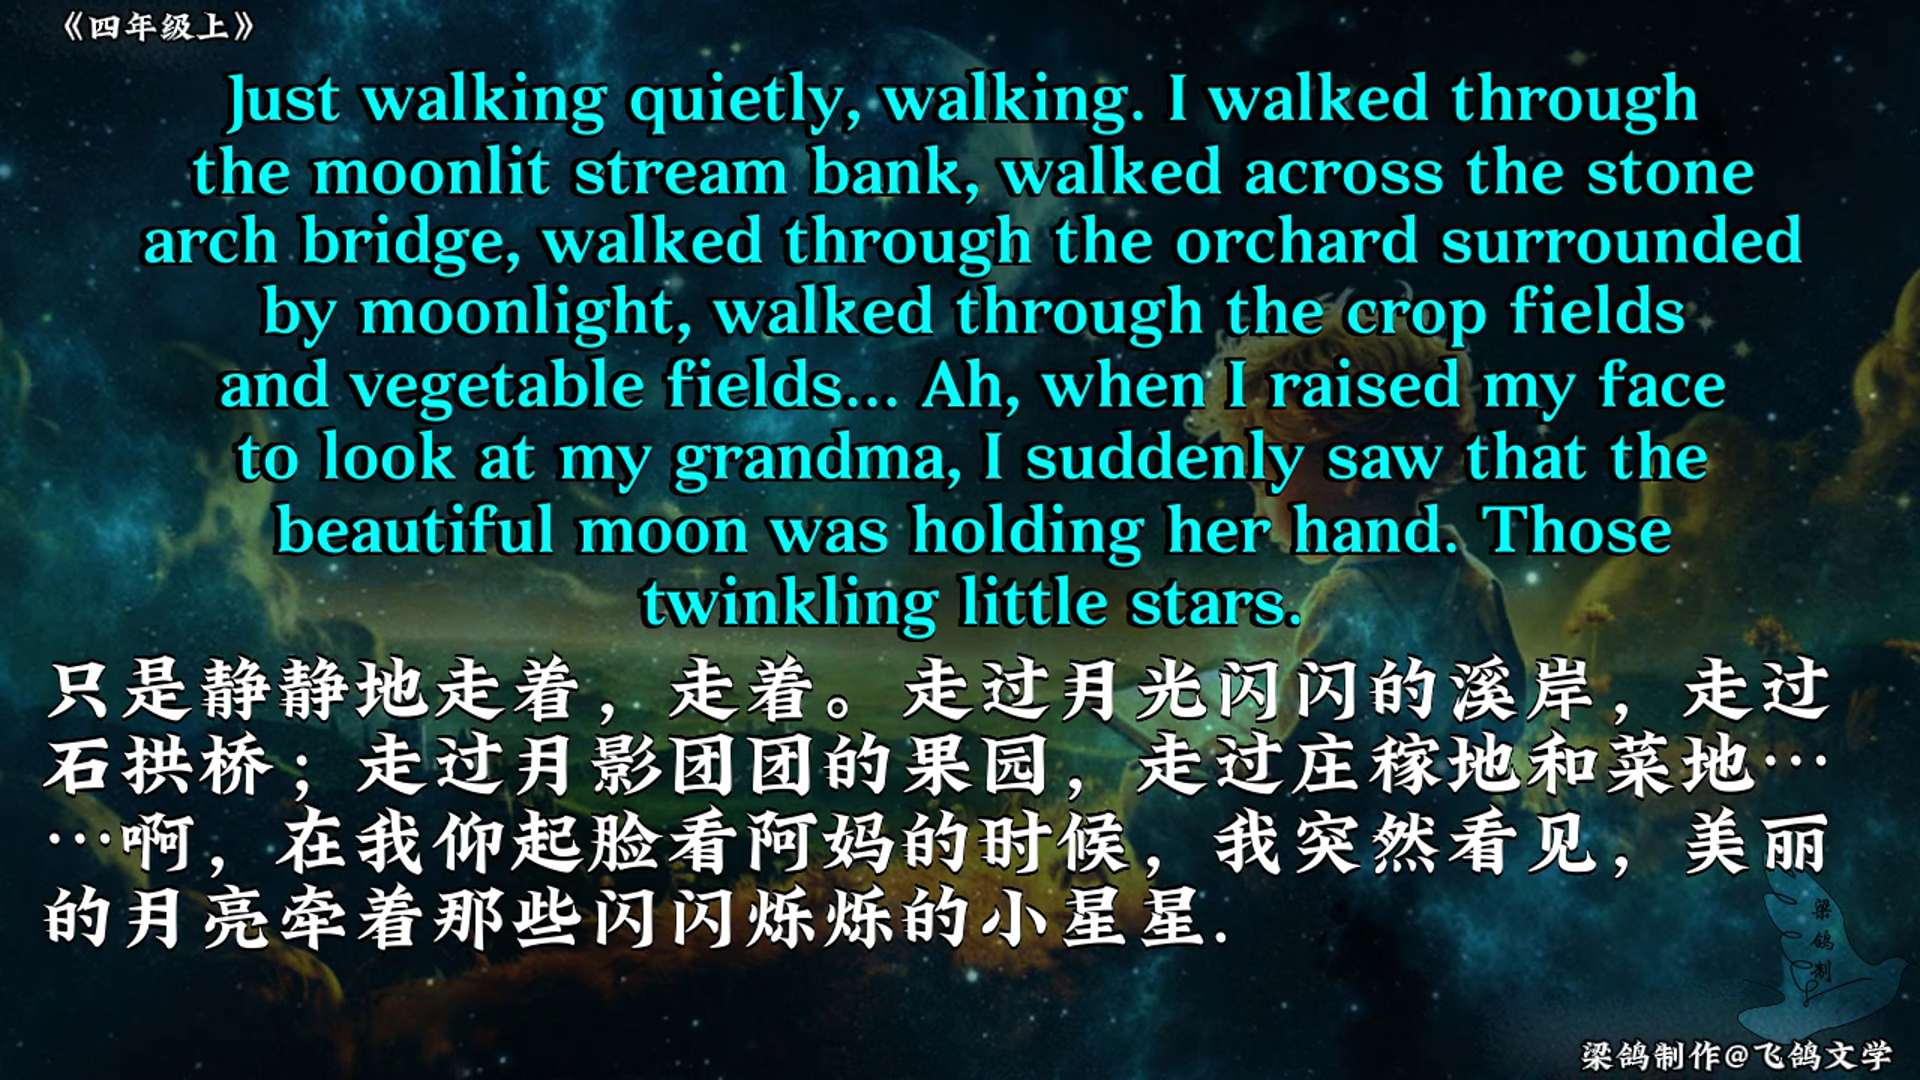 《四年级上》
Just walking quietly, walking. I walked through
the moonlit stream bank, walked across the stone
arch bridge, walked through the orchard surrounded
by moonlight, walked through the crop fields
and vegetable fields... Ah, when I raised my face
to look at my grandma, I suddenly saw that the
beautiful moon was holding her hand. Those
twinkling little stars.
只是静静地走着，走着。走过月光闪闪的溪岸，走过
石拱桥；走过月影团团的果园，走过庄稼地和菜地…
…啊，在我仰起脸看阿妈的时候，我突然看见，美丽
的月亮牵着那些闪闪烁烁的小星星.
梁
鸽
制
梁鸽制作@飞鸽文学